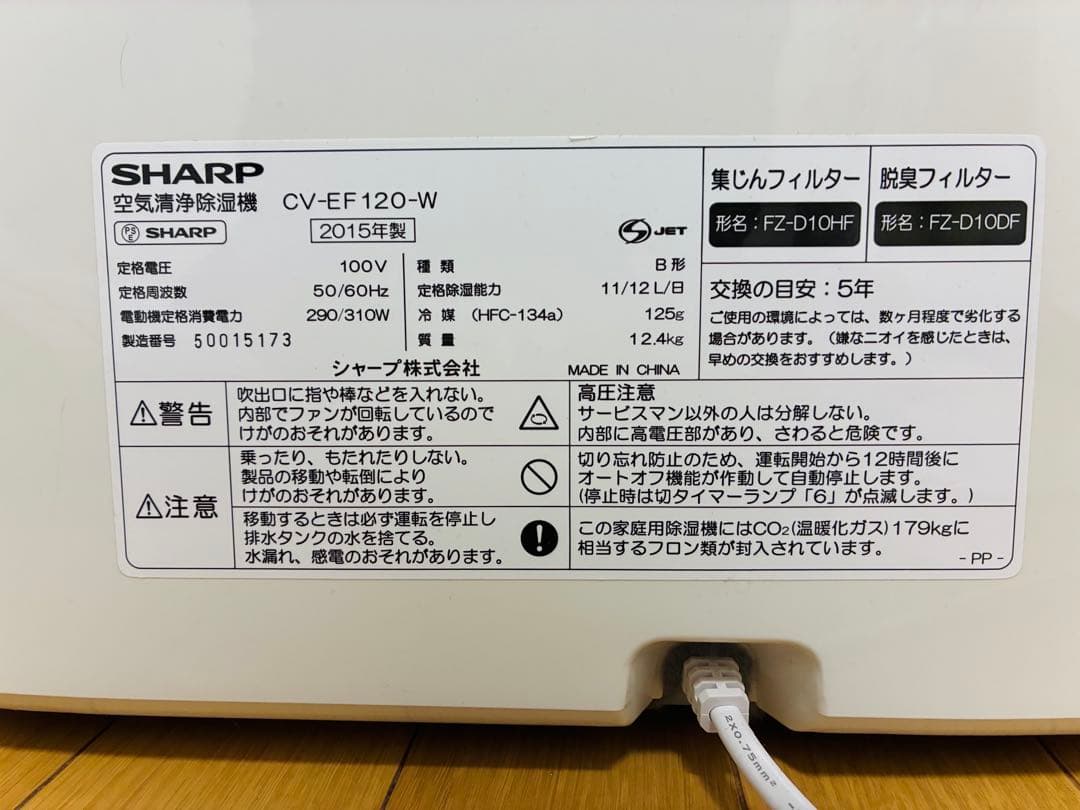 SHARP
空気清浄除湿機 CV-EF120-W
PSE SHARP 2015年製 JET
定格電圧 100V
定格周波数 50/60Hz
電動機定格消費電力 290/310W
製造番号 50015173
種類 B形
定格除湿能力 11/12 L/日
冷媒 (HFC-134a) 125g
質量 12.4kg
シャープ株式会社 MADE IN CHINA
集じんフィルター
形名：FZ-D10HF
脱臭フィルター
形名：FZ-D10DF
交換の目安：5年
ご使用の環境によっては、数ヶ月程度で劣化する
場合があります。（嫌なニオイを感じたときは、
早めの交換をおすすめします。）
⚠警告
吹出口に指や棒などを入れない。
内部でファンが回転しているので
けがのおそれがあります。
高圧注意
サービスマン以外の人は分解しない。
内部に高電圧部があり、さわると危険です。
⚠注意
乗ったり、もたれたりしない。
製品の移動や転倒により
けがのおそれがあります。
移動するときは必ず運転を停止し
排水タンクの水を捨てる。
水漏れ、感電のおそれがあります。
切り忘れ防止のため、運転開始から12時間後に
オートオフ機能が作動して自動停止します。
(停止時は切タイマーランプ「6」が点滅します。)
この家庭用除湿機にはCO₂(温暖化ガス)179kgに
相当するフロン類が封入されています。
- PP -
2X0.75mm²